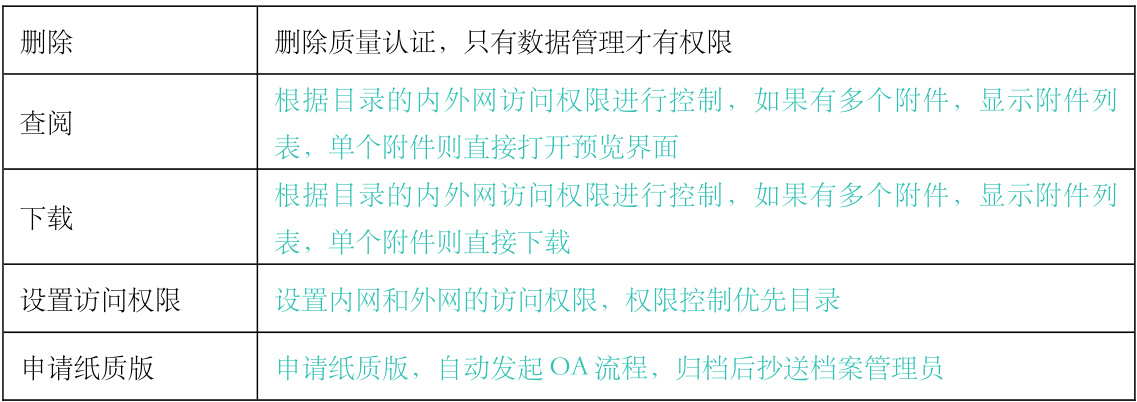 删除
删除质量认证，只有数据管理才有权限
查阅
根据目录的内外网访问权限进行控制，如果有多个附件，显示附件列
表，单个附件则直接打开预览界面
下载
根据目录的内外网访问权限进行控制，如果有多个附件，显示附件列
表，单个附件则直接下载
设置访问权限
设置内网和外网的访问权限，权限控制优先目录
申请纸质版
申请纸质版，自动发起 OA 流程，归档后抄送档案管理员